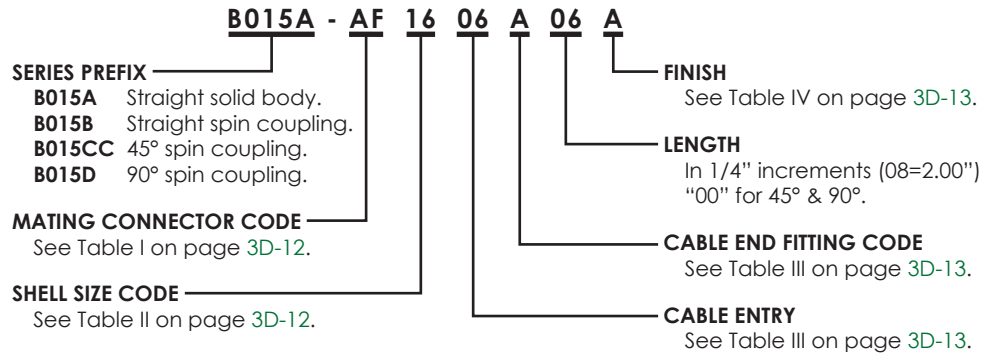 B015A - AF 16 06 A 06 A
SERIES PREFIX
B015A Straight solid body.
B015B Straight spin coupling.
B015CC 45° spin coupling.
B015D 90° spin coupling.
MATING CONNECTOR CODE
See Table I on page 3D-12.
SHELL SIZE CODE
See Table II on page 3D-12.
FINISH
See Table IV on page 3D-13.
LENGTH
In 1/4” increments (08=2.00”)
“00” for 45° & 90°.
CABLE END FITTING CODE
See Table III on page 3D-13.
CABLE ENTRY
See Table III on page 3D-13.